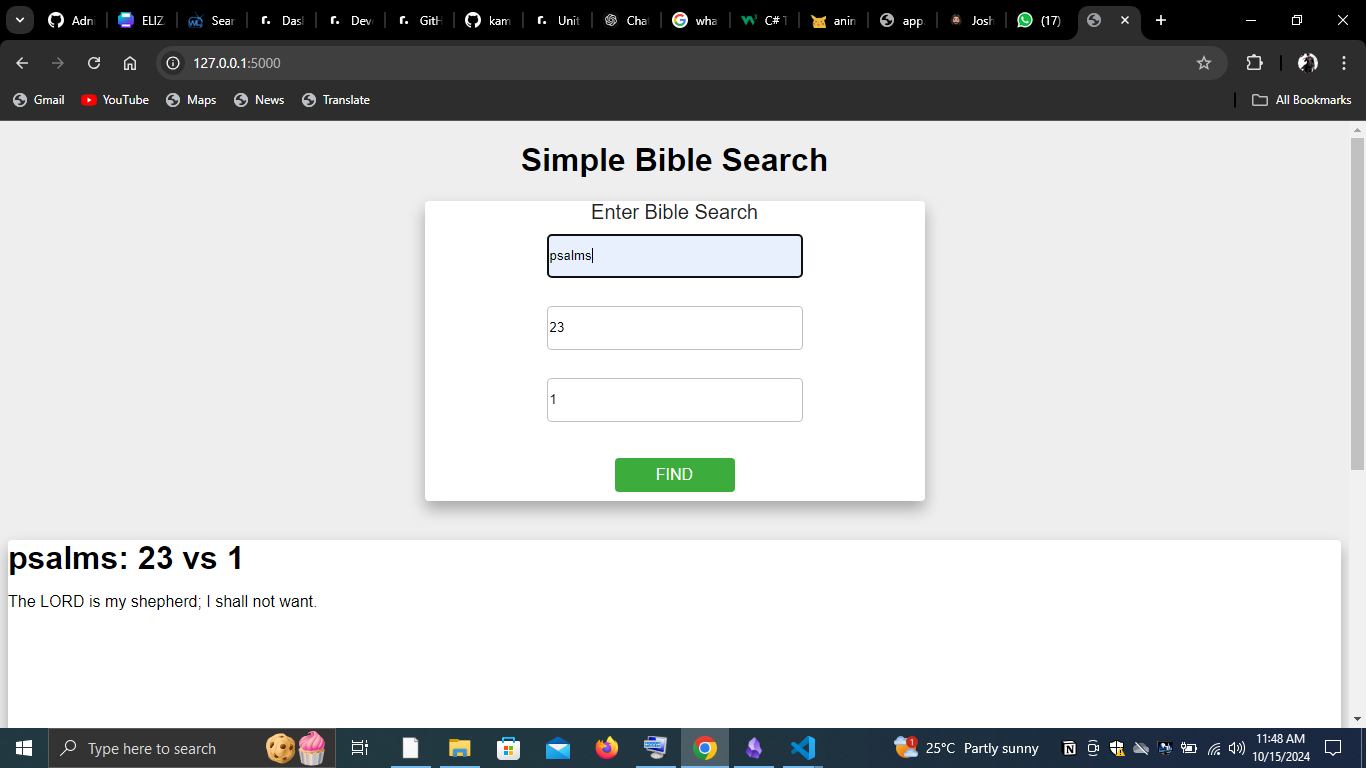 Adni
ELIZ
Sear
Das
Dev
GitH
kam
Unit
Chat
wha
C# T
anin
app.
Josh
(17)
127.0.0.1:5000
Gmail
YouTube
Maps
News
Translate
All Bookmarks
Simple Bible Search
Enter Bible Search
psalms
23
1
FIND
psalms: 23 vs 1
The LORD is my shepherd; I shall not want.
Type here to search
1
25°C Partly sunny
11:48 AM
10/15/2024